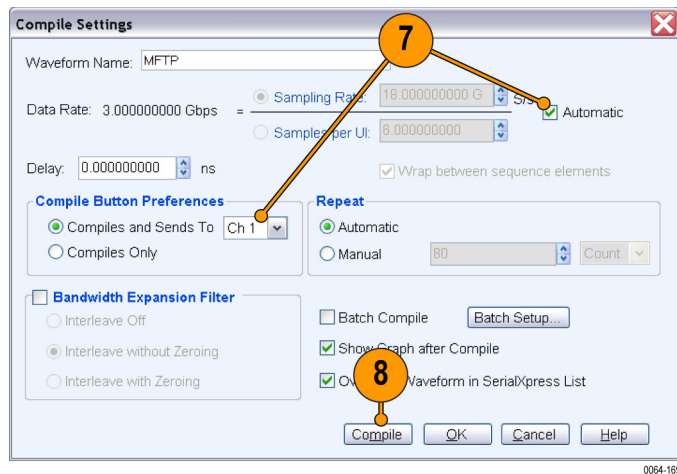 Compile Settings
7
Waveform Name: MFTP
Data Rate: 3.000000000 Gbps = Sampling Rate: 18.000000000 G S/s Automatic
Samples per UI: 6.000000000
Delay: 0.000000000 ns Wrap between sequence elements
Compile Button Preferences
Compiles and Sends To Ch 1
Compiles Only
Repeat
Automatic
Manual 80 Count
Bandwidth Expansion Filter
Interleave Off
Interleave without Zeroing
Interleave with Zeroing
Batch Compile Batch Setup...
Show Graph after Compile
Waveform in SerialXpress List
8
Compile OK Cancel Help